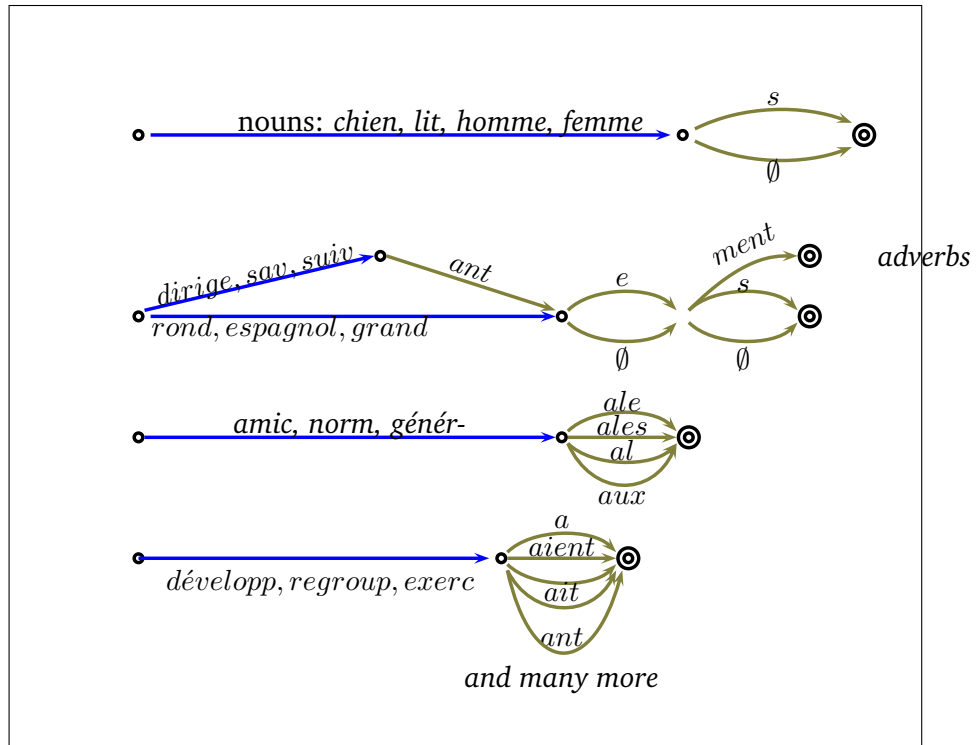 s
nouns: chien, lit, homme, femme
∅
ment
dirige, sav, suiv
ant
adverbs
e
s
rond, espagnol, grand
∅
∅
ale
amic, norm, génér-
ales
al
aux
a
aient
développ, regroup, exerc
ait
ant
and many more